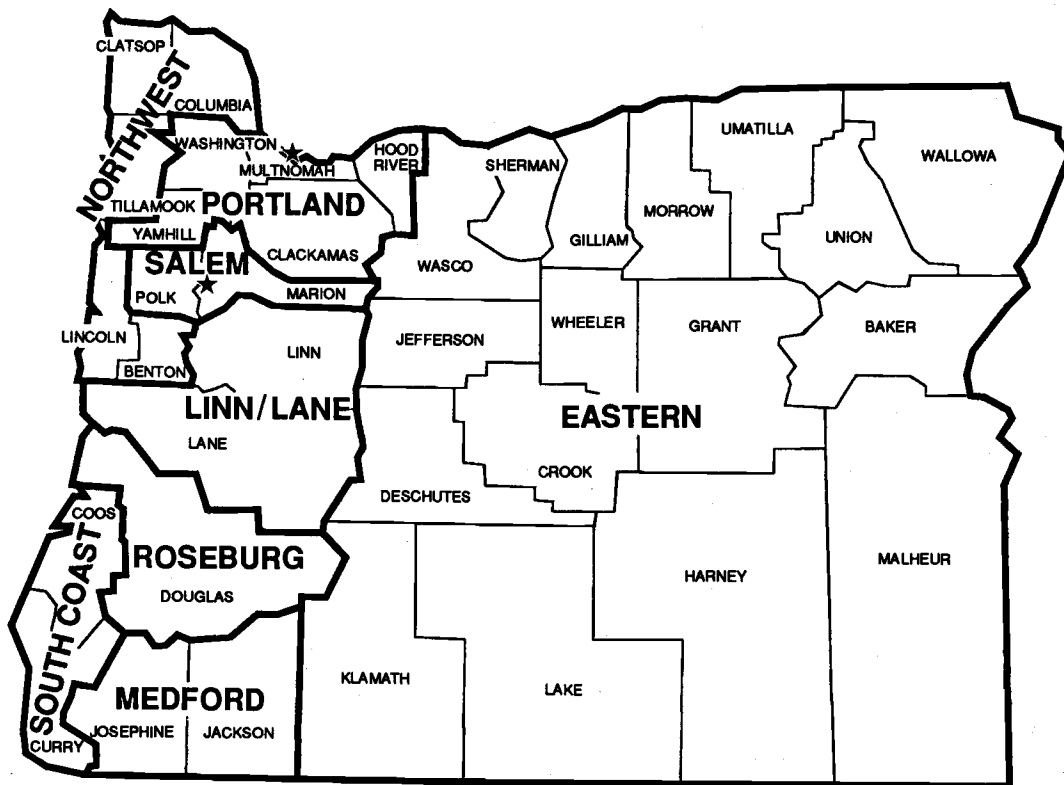 CLATSOP
COLUMBIA
NORTHWEST
WASHINGTON
MULTNOMAH
HOOD
RIVER
SHERMAN
UMATILLA
WALLOWA
TILLAMOOK
PORTLAND
MORROW
YAMHILL
GILLIAM
UNION
CLACKAMAS
SALEM
WASCO
POLK
MARION
WHEELER
GRANT
BAKER
LINCOLN
LINN
JEFFERSON
BENTON
LINN/LANE
EASTERN
LANE
CROOK
DESCHUTES
COOS
ROSEBURG
MALHEUR
HARNEY
DOUGLAS
SOUTH COAST
KLAMATH
LAKE
MEDFORD
JOSEPHINE
JACKSON
CURRY